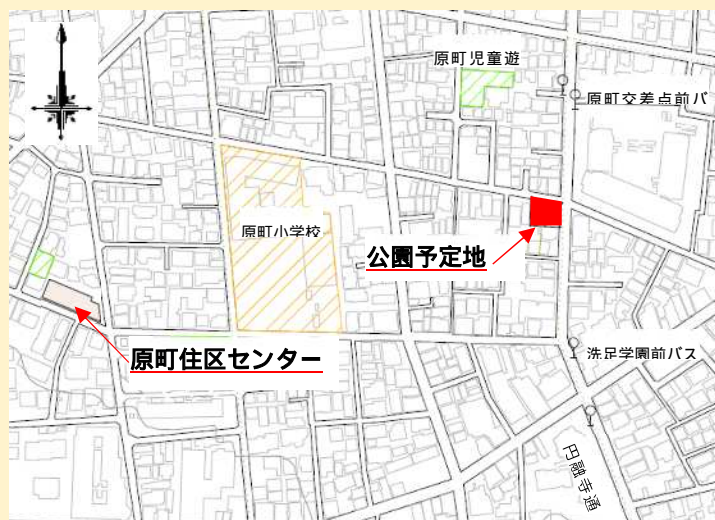 原町児童遊
原町交差点前バ
原町小学校
公園予定地
原町住区センター
洗足学園前バス
円融寺通